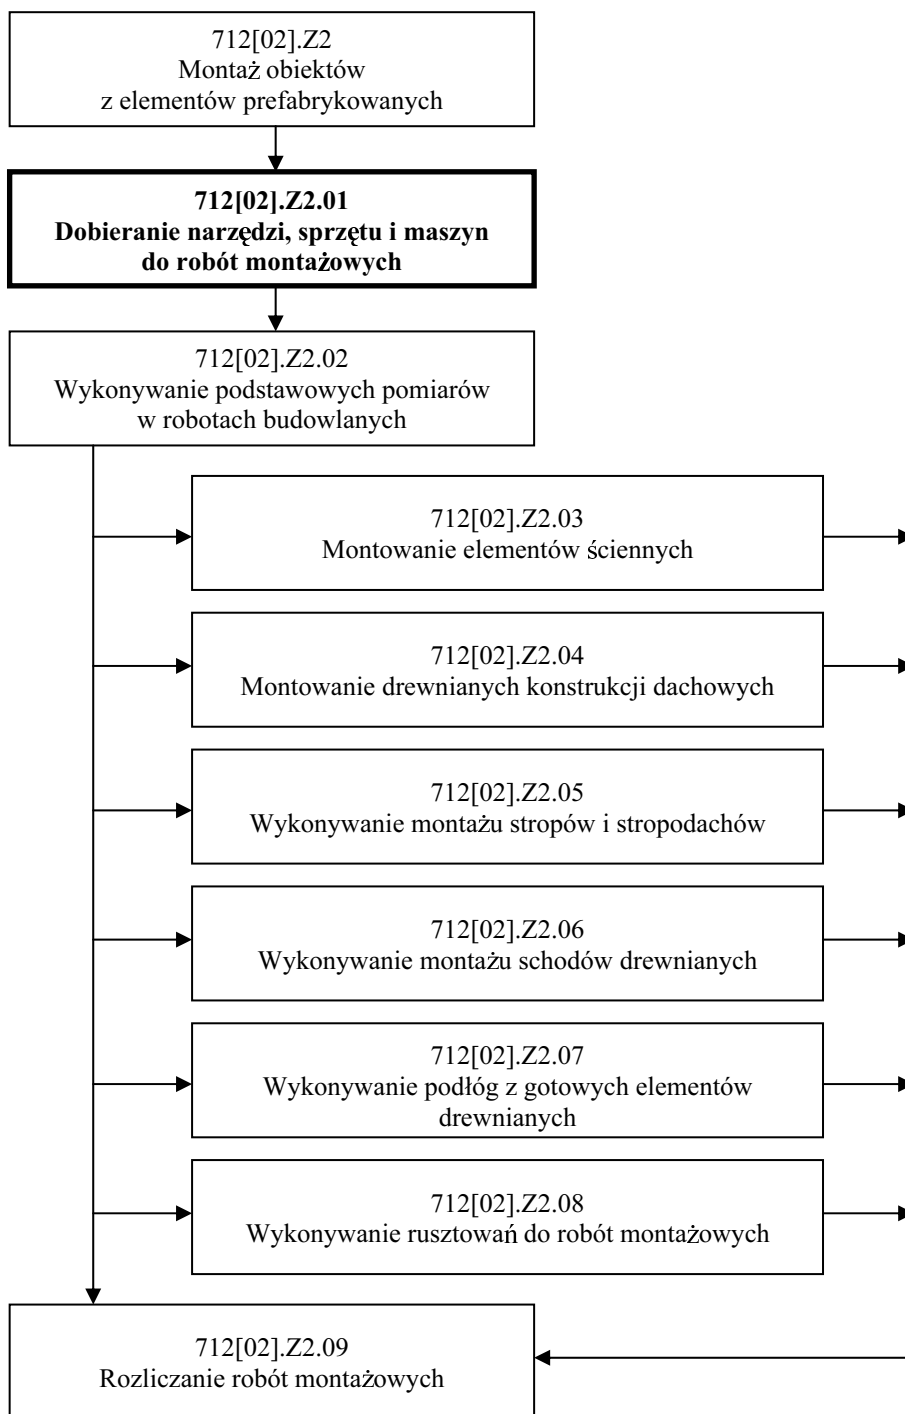 712[02].Z2
Montaż obiektów
z elementów prefabrykowanych
712[02].Z2.01
Dobieranie narzędzi, sprzętu i maszyn
do robót montażowych
712[02].Z2.02
Wykonywanie podstawowych pomiarów
w robotach budowlanych
712[02].Z2.03
Montowanie elementów ściennych
712[02].Z2.04
Montowanie drewnianych konstrukcji dachowych
712[02].Z2.05
Wykonywanie montażu stropów i stropodachów
712[02].Z2.06
Wykonywanie montażu schodów drewnianych
712[02].Z2.07
Wykonywanie podłóg z gotowych elementów
drewnianych
712[02].Z2.08
Wykonywanie rusztowań do robót montażowych
712[02].Z2.09
Rozliczanie robót montażowych